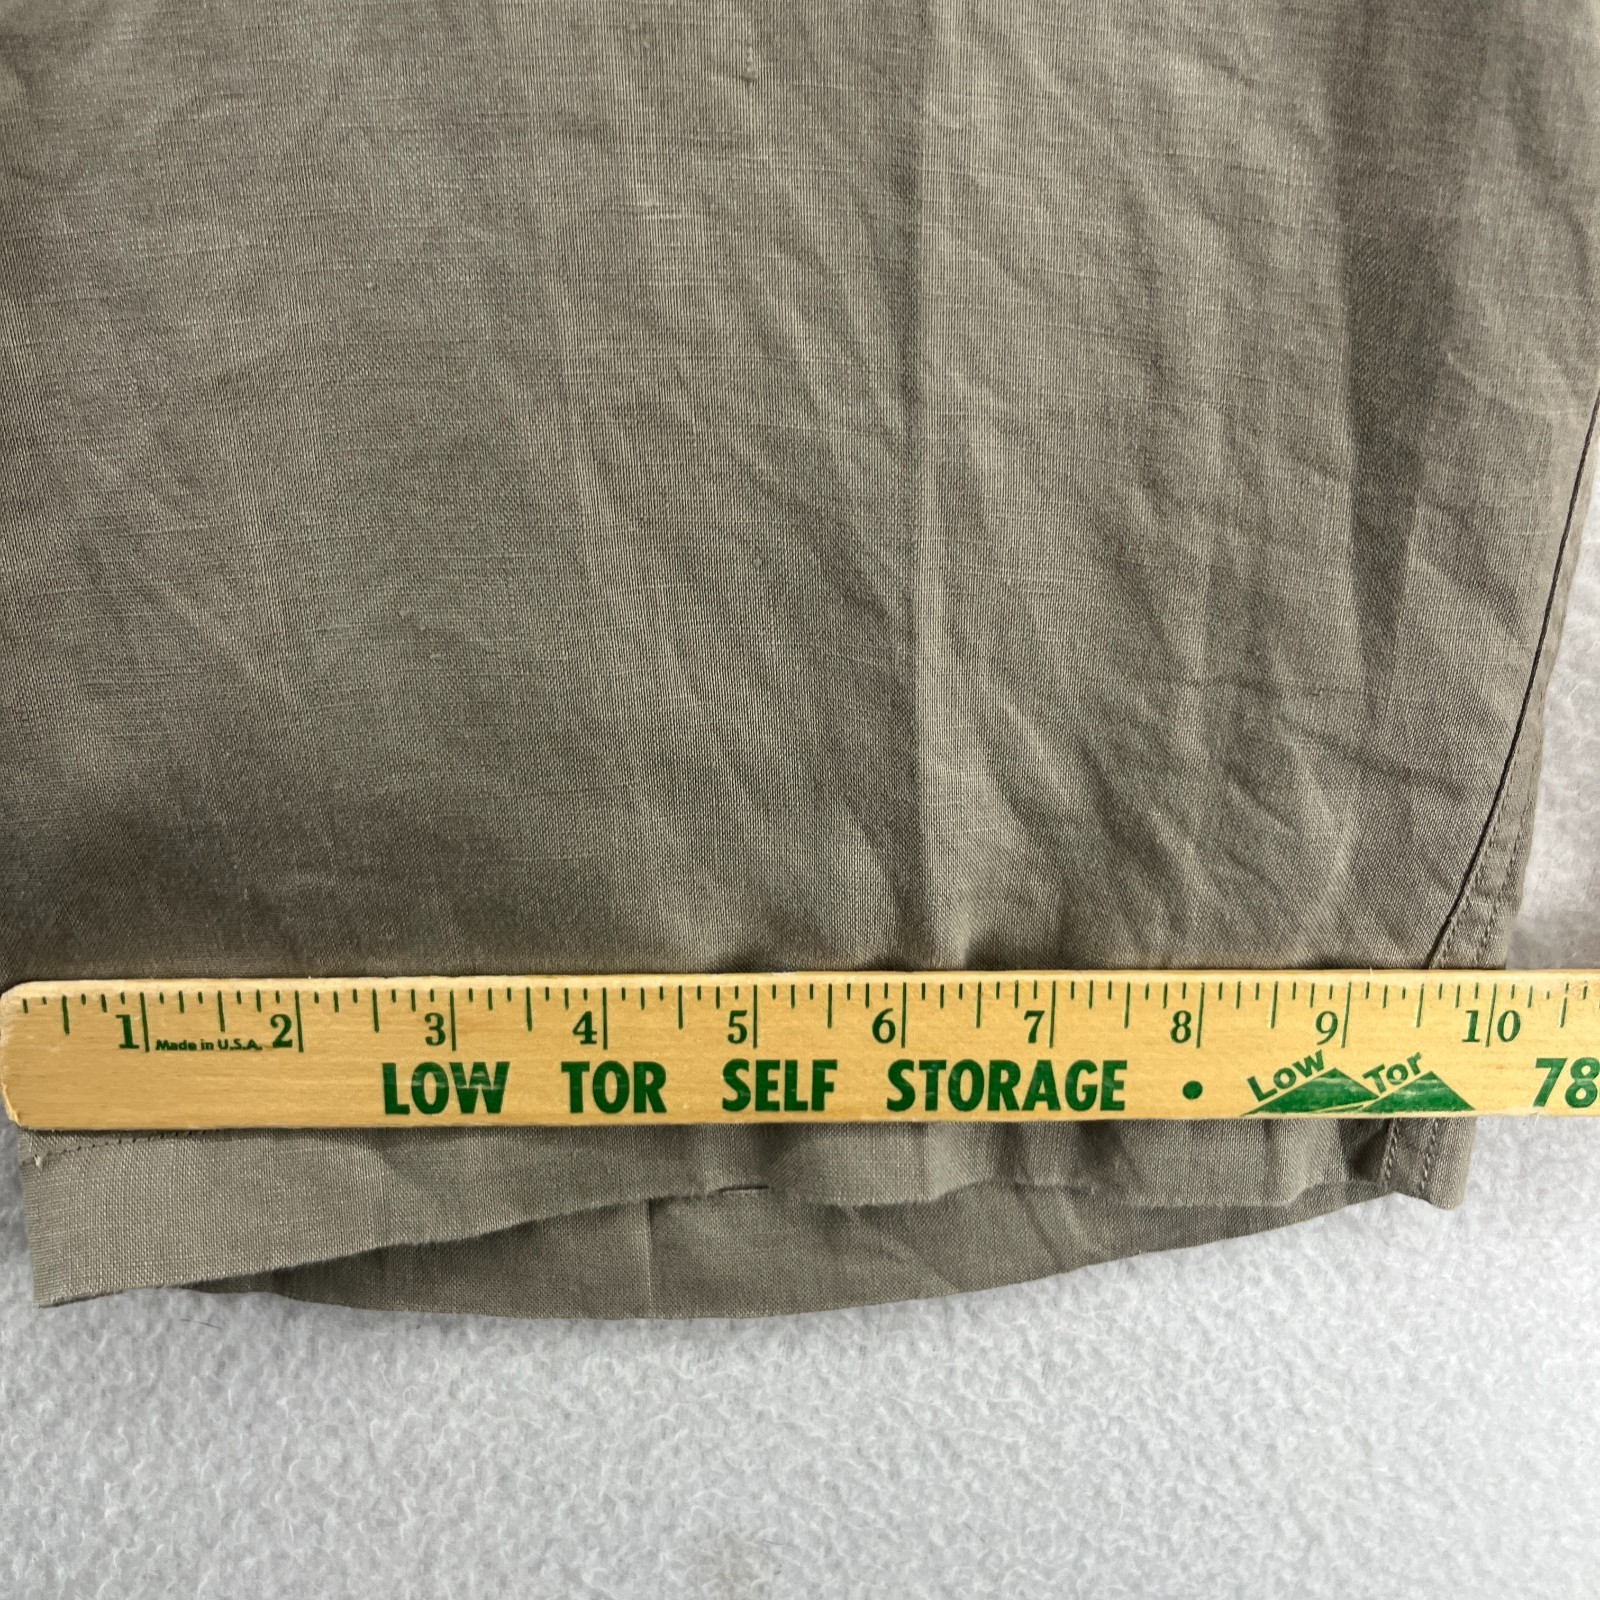 1 2 3 4 5 6 7 8 9 10
Made in U.S.A.
LOW TOR SELF STORAGE • Low Tor 78